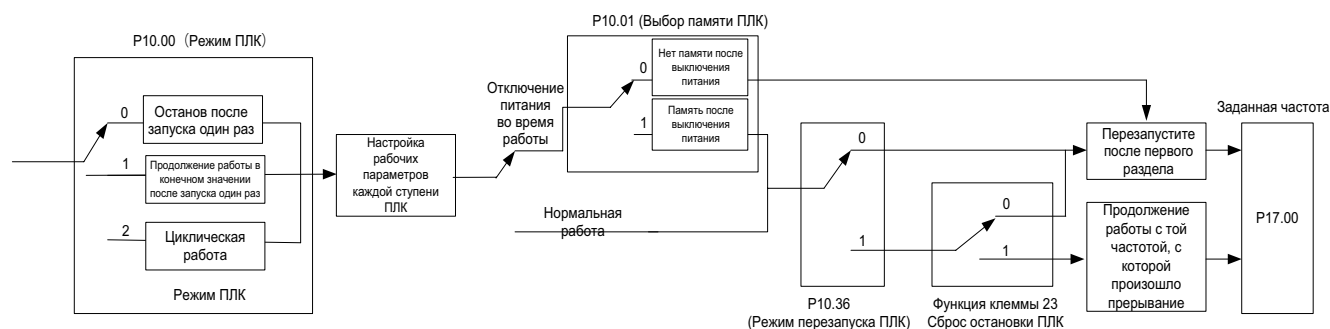 P10.00 (Режим ПЛК)
0
Останов после
запуска один раз
1
Продолжение работы в
конечном значении
после запуска один раз
2
Циклическая
работа
Режим ПЛК
Настройка
рабочих
параметров
каждой ступени
ПЛК
Отключение
питания
во время
работы
P10.01 (Выбор памяти ПЛК)
0
Нет памяти после
выключения
питания
1
Память после
выключения
питания
Нормальная
работа
0
1
P10.36
(Режим перезапуска ПЛК)
0
1
Функция клеммы 23
Сброс остановки ПЛК
Перезапустите
после первого
раздела
Продолжение
работы с той
частотой, с
которой
произошло
прерывание
Заданная частота
P17.00